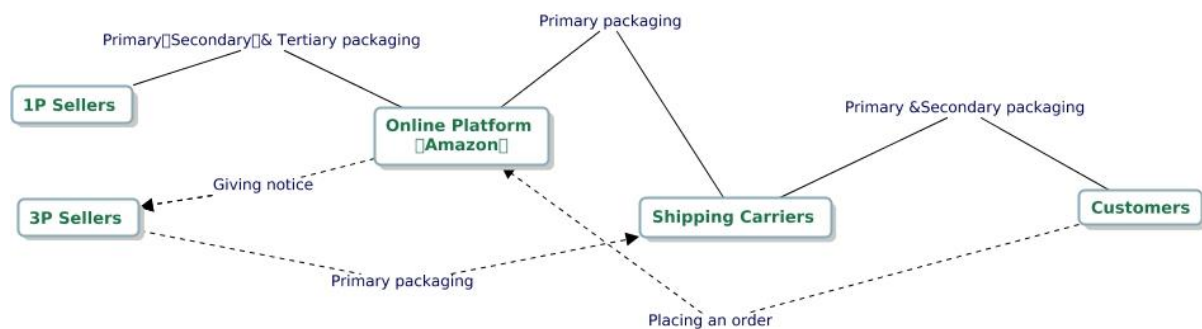 Primary packaging
Primary▯Secondary▯& Tertiary packaging
1P Sellers
Online Platform
▯Amazon▯
Primary &Secondary packaging
Giving notice
3P Sellers
Shipping Carriers
Customers
Primary packaging
Placing an order